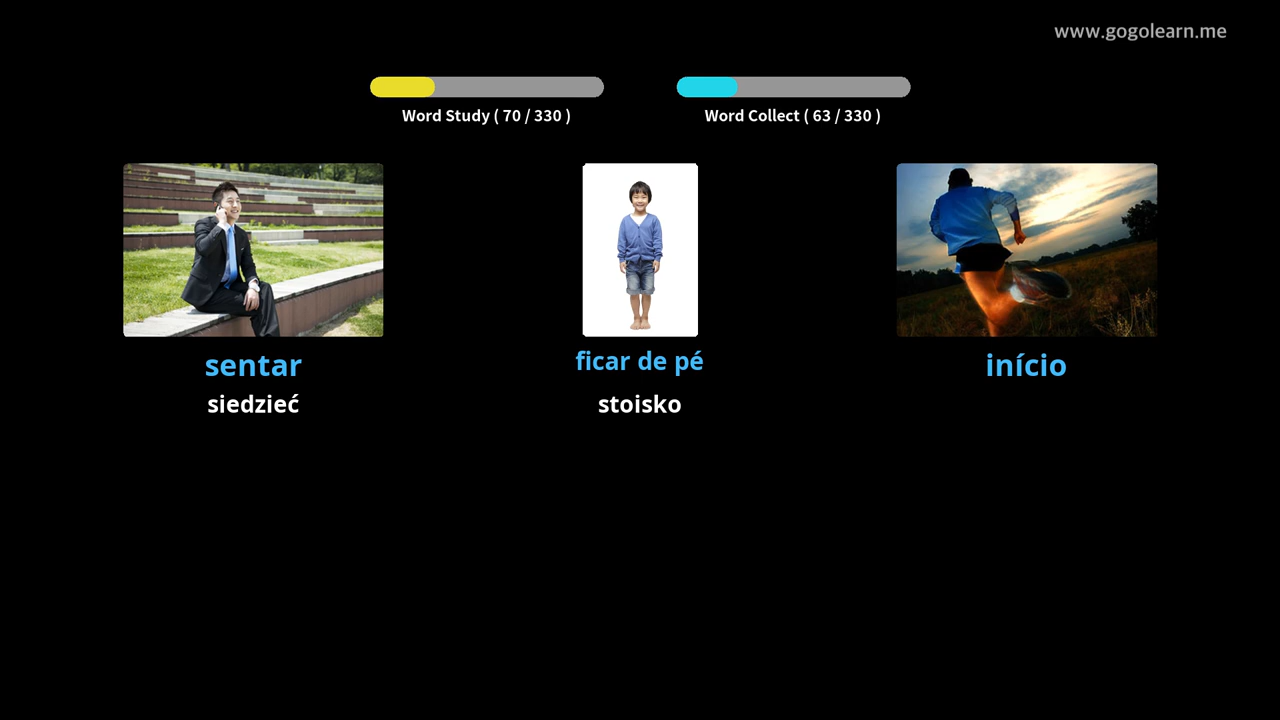 www.gogolearn.me
Word Study ( 70 / 330 )
Word Collect ( 63 / 330 )
sentar
ficar de pé
início
siedzieć
stoisko